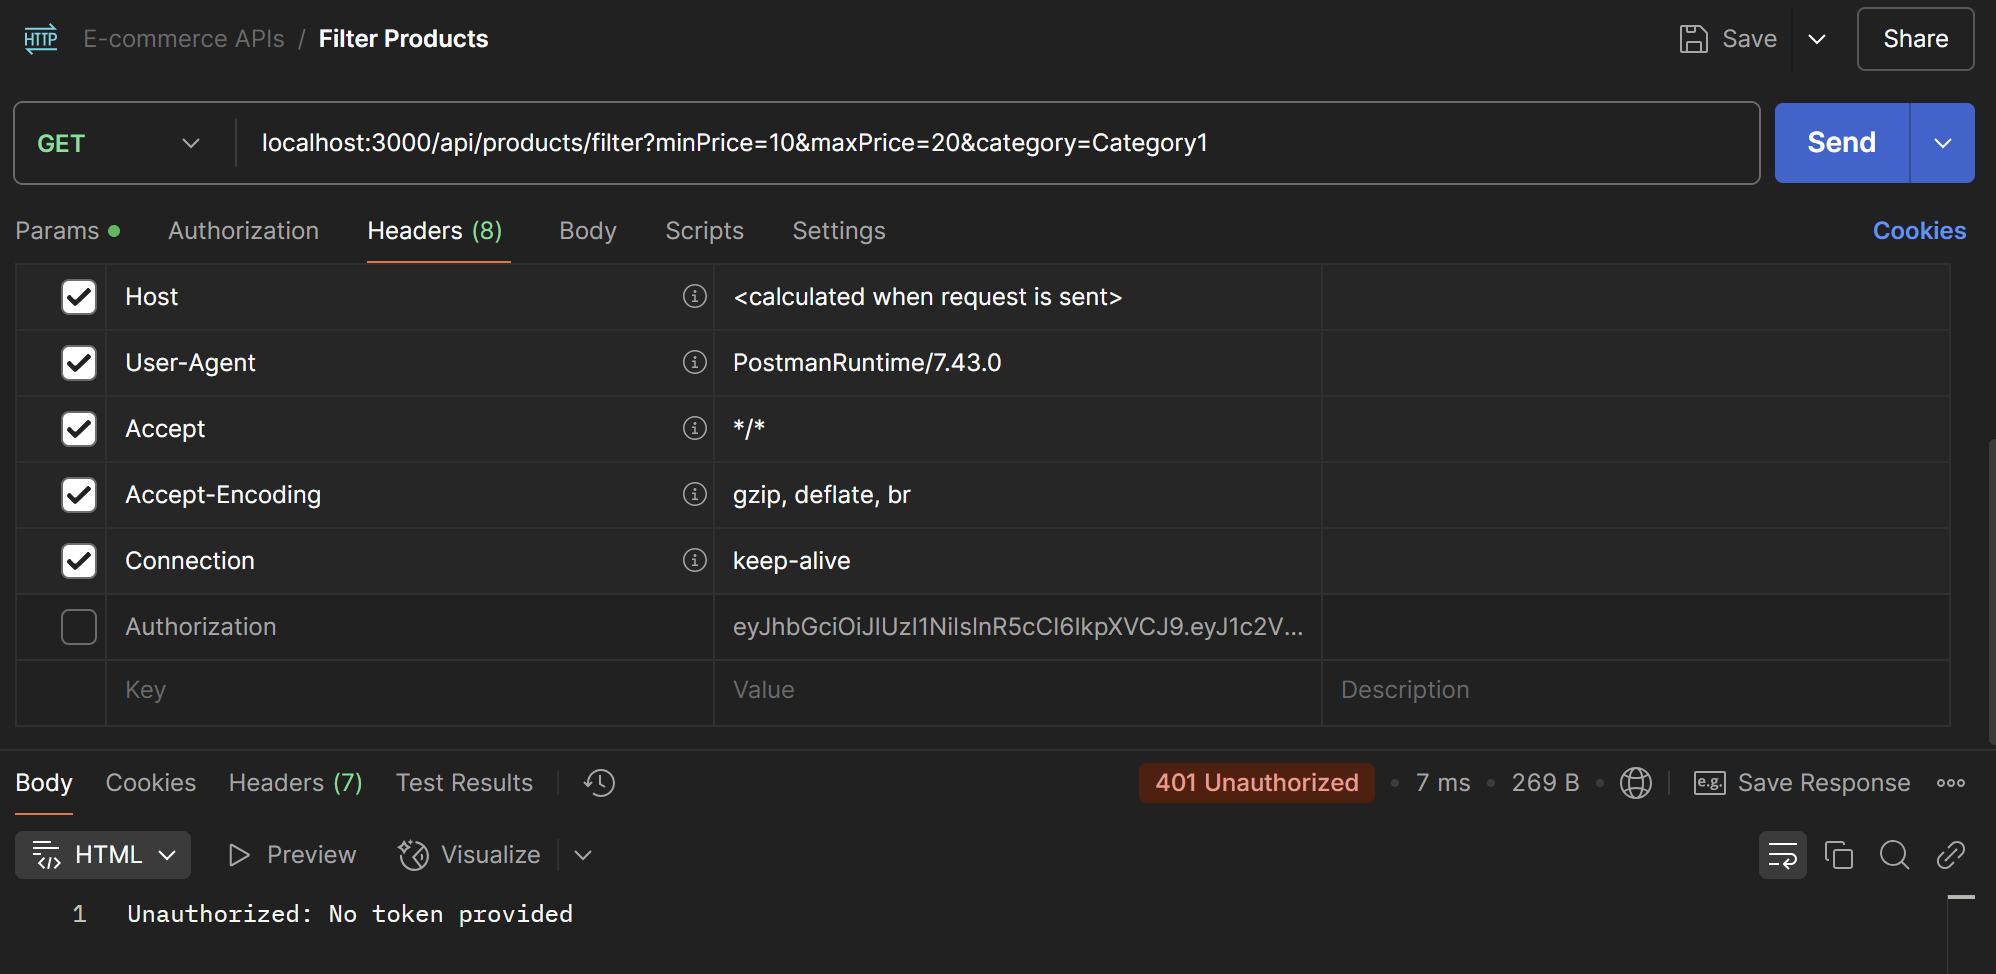 HTTP E-commerce APIs / Filter Products Save Share
GET localhost:3000/api/products/filter?minPrice=10&maxPrice=20&category=Category1 Send
Params Authorization Headers (8) Body Scripts Settings Cookies
Host <calculated when request is sent>
User-Agent PostmanRuntime/7.43.0
Accept */*
Accept-Encoding gzip, deflate, br
Connection keep-alive
Authorization eyJhbGciOiJIUzI1NiIsInR5cCI6IkpXVCJ9.eyJ1c2V...
Key Value Description
Body Cookies Headers (7) Test Results 401 Unauthorized • 7 ms • 269 B • e.g. Save Response
HTML Preview Visualize
1 Unauthorized: No token provided